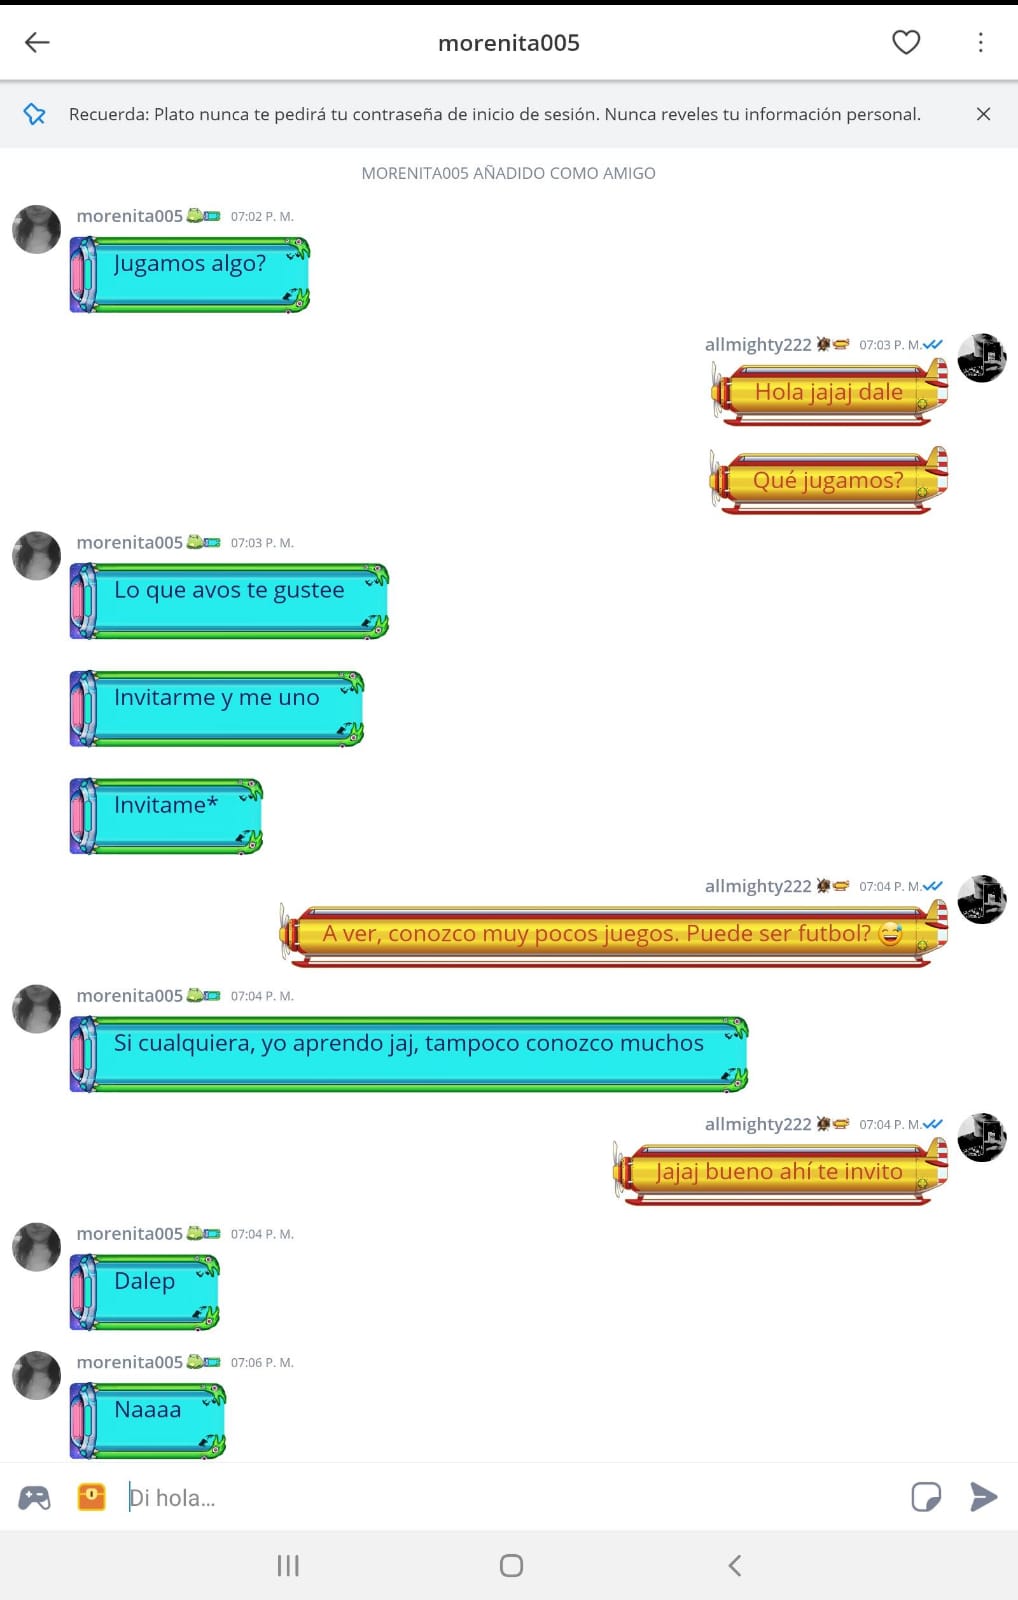 morenita005
Recuerda: Plato nunca te pedirá tu contraseña de inicio de sesión. Nunca reveles tu información personal.
MORENITA005 AÑADIDO COMO AMIGO
morenita005 07:02 P. M.
Jugamos algo?
allmighty222 07:03 P. M.
Hola jajaj dale
Qué jugamos?
morenita005 07:03 P. M.
Lo que avos te gustee
Invitarme y me uno
Invitame*
allmighty222 07:04 P. M.
A ver, conozco muy pocos juegos. Puede ser futbol? 😅
morenita005 07:04 P. M.
Si cualquiera, yo aprendo jaj, tampoco conozco muchos
allmighty222 07:04 P. M.
Jajaj bueno ahí te invito
morenita005 07:04 P. M.
Dalep
morenita005 07:06 P. M.
Naaaa
Di hola...